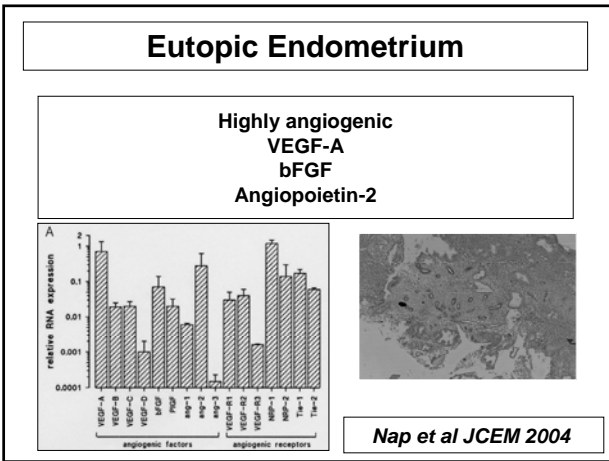 Eutopic Endometrium
Highly angiogenic
VEGF-A
bFGF
Angiopoietin-2
A
relative RNA expression
1
0.1
0.01
0.001
0.0001
VEGF-A
VEGF-B
VEGF-C
VEGF-D
bFGF
PlGF
ang-1
ang-2
ang-3
VEGF-R1
VEGF-R2
VEGF-R3
NRP-1
NRP-2
Tie-1
Tie-2
angiogenic factors
angiogenic receptors
Nap et al JCEM 2004